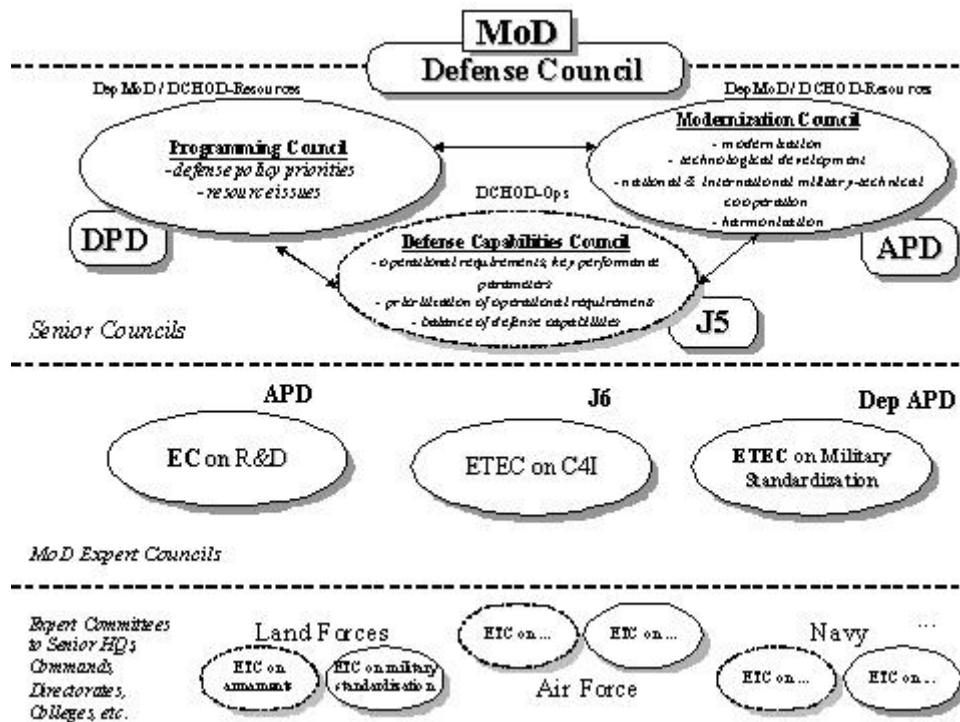 MoD
Defense Council
Dep MoD / DCHOD-Resources
Dep MoD / DCHOD-Resources
Programming Council
-defense policy priorities
-resource issues
DPD
Modernization Council
- modernization
- technological development
-national & international military-technical
cooperation
- harmonization
APD
DCHOD-Ops
Defense Capabilities Council
-operational requirements, key performance
parameters
- prioritization of operational requirements
- balance of defense capabilities
J5
Senior Councils
APD
EC on R&D
J6
ETEC on C4I
Dep APD
ETEC on Military
Standardization
MoD Expert Councils
Expert Committees
to Senior HQs
Commands,
Directorates,
Colleges, etc.
Land Forces
ETC on
armaments
ETC on military
standardization
ETC on ...
ETC on ...
Air Force
Navy
...
ETC on ...
ETC on ...